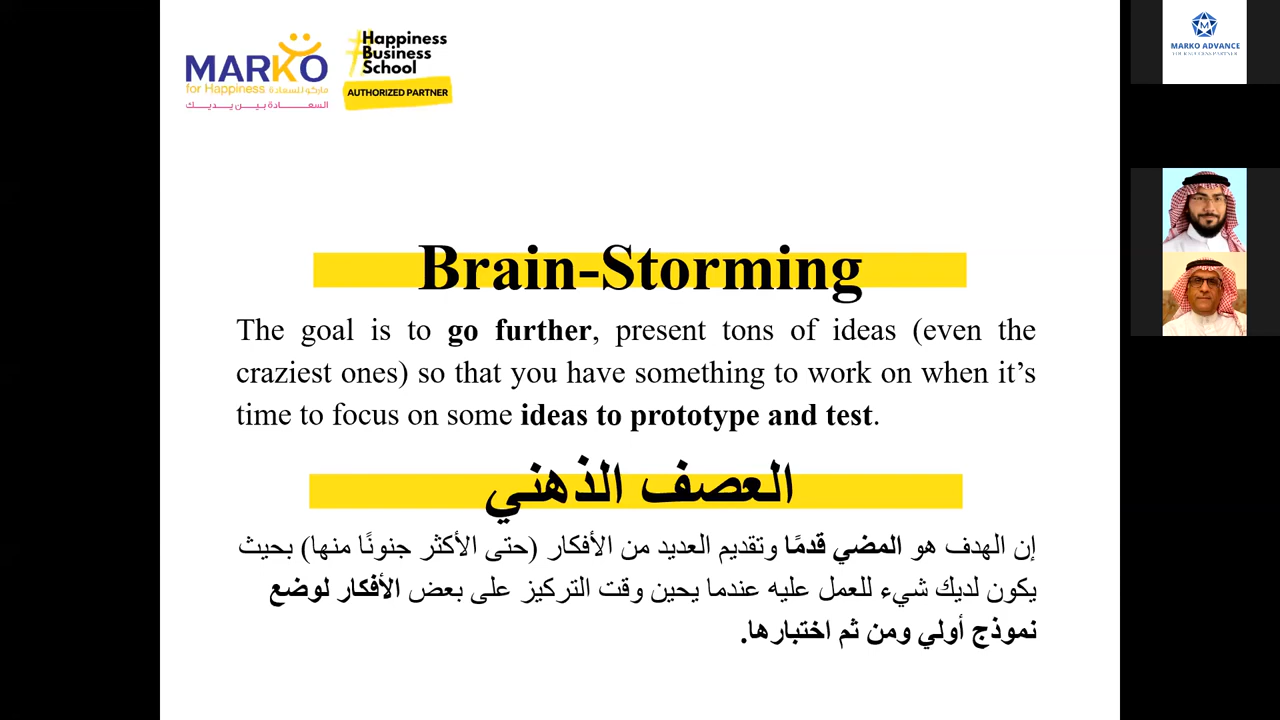 MARKO
for Happiness ماركو للسعادة
السعادة بين يديك
#Happiness
Business
School
AUTHORIZED PARTNER
MARKO ADVANCE
YOUR SUCCESS PARTNER
Brain-Storming
The goal is to go further, present tons of ideas (even the
craziest ones) so that you have something to work on when it’s
time to focus on some ideas to prototype and test.
العصف الذهني
إن الهدف هو المضي قدمًا وتقديم العديد من الأفكار (حتى الأكثر جنونًا منها) بحيث
يكون لديك شيء للعمل عليه عندما يحين وقت التركيز على بعض الأفكار لوضع
نموذج أولي ومن ثم اختبارها.